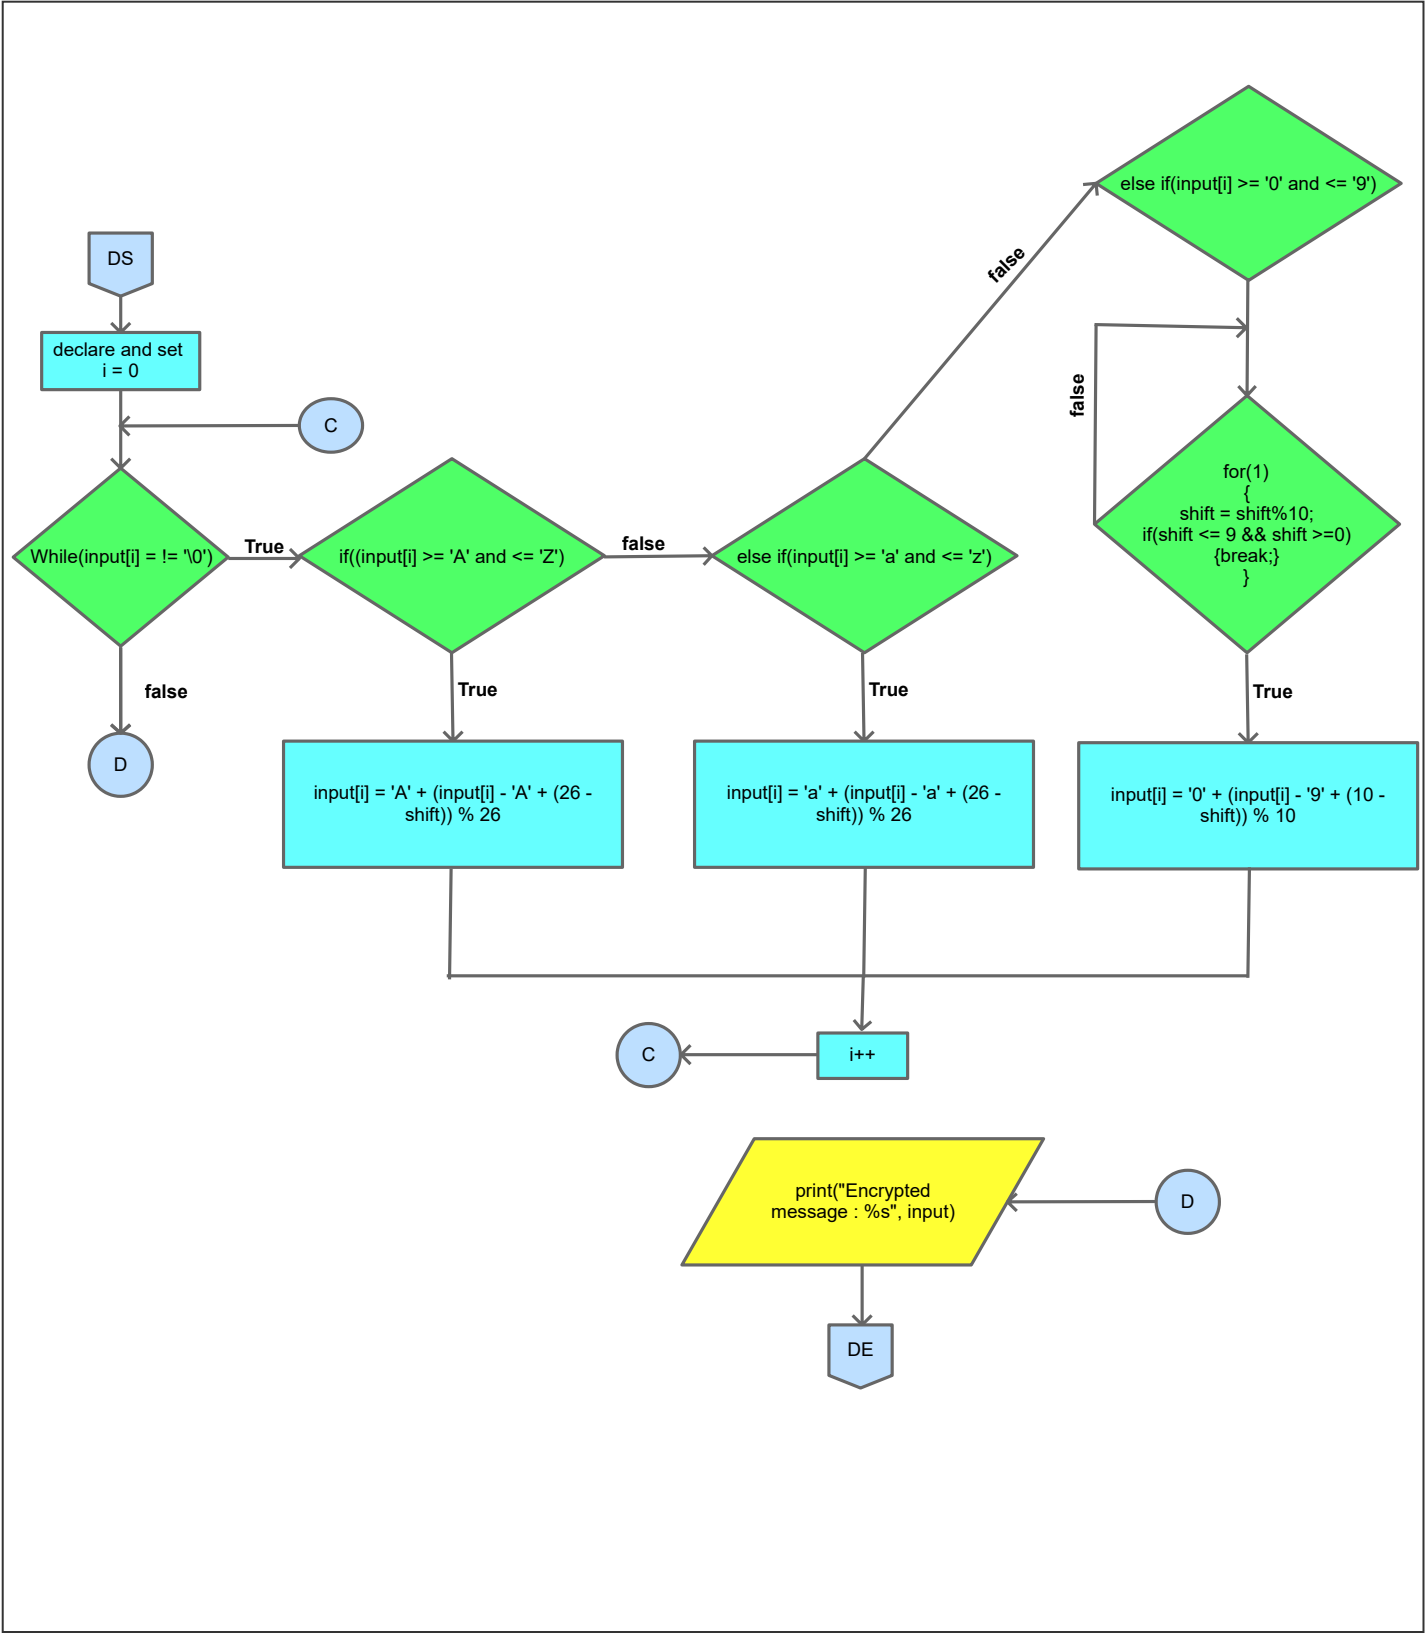 else if(input[i] >= '0' and <= '9')
DS
false
declare and set
i = 0
C
false
for(1)
{
shift = shift%10;
if(shift <= 9 && shift >=0)
{break;}
}
While(input[i] = != '\0')
True
if((input[i] >= 'A' and <= 'Z')
false
else if(input[i] >= 'a' and <= 'z')
false
True
True
True
D
input[i] = 'A' + (input[i] - 'A' + (26 -
shift)) % 26
input[i] = 'a' + (input[i] - 'a' + (26 -
shift)) % 26
input[i] = '0' + (input[i] - '9' + (10 -
shift)) % 10
C
i++
print("Encrypted
message : %s", input)
D
DE